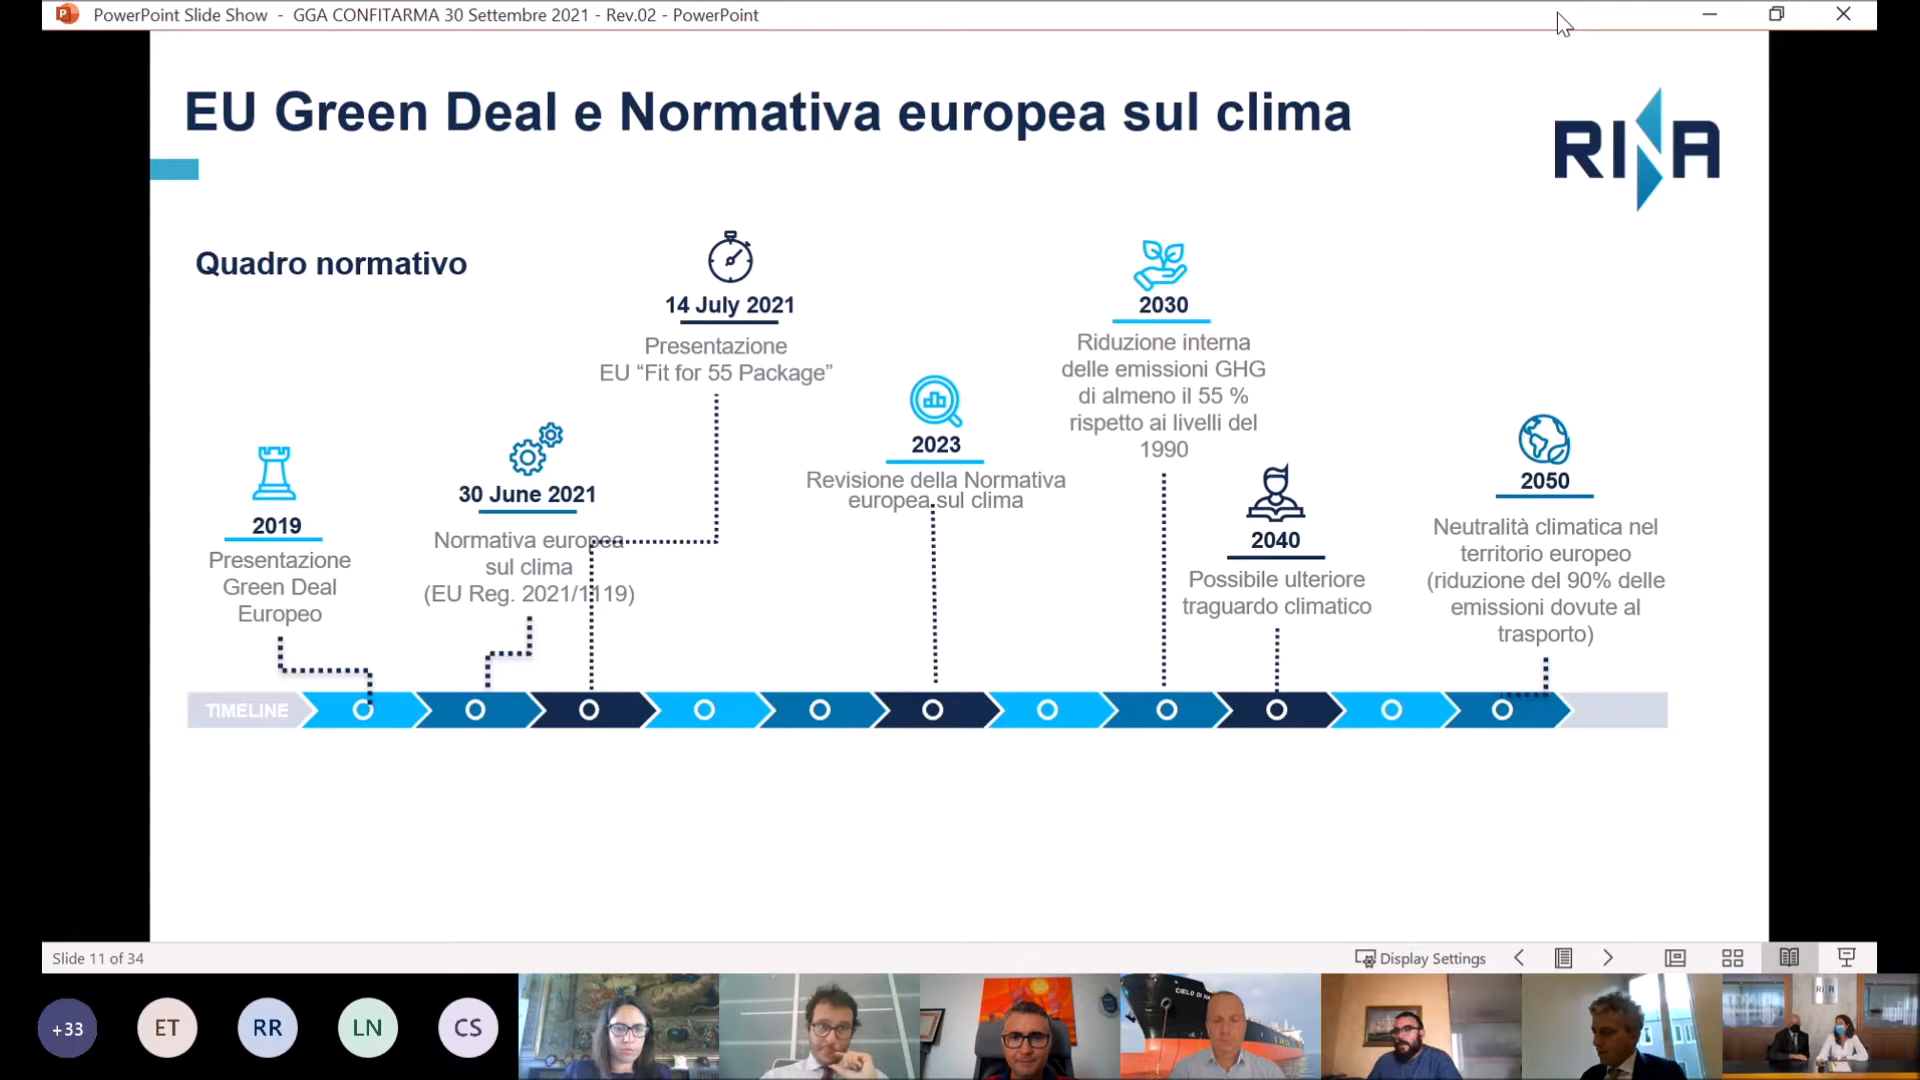 PowerPoint Slide Show - GGA CONFITARMA 30 Settembre 2021 - Rev.02 - PowerPoint
EU Green Deal e Normativa europea sul clima
RINA
Quadro normativo
2019
Presentazione
Green Deal
Europeo
30 June 2021
Normativa europea
sul clima
(EU Reg. 2021/1119)
14 July 2021
Presentazione
EU “Fit for 55 Package”
2023
Revisione della Normativa
europea sul clima
2030
Riduzione interna
delle emissioni GHG
di almeno il 55 %
rispetto ai livelli del
1990
2040
Possibile ulteriore
traguardo climatico
2050
Neutralità climatica nel
territorio europeo
(riduzione del 90% delle
emissioni dovute al
trasporto)
TIMELINE
Slide 11 of 34
Display Settings
+33
ET
RR
LN
CS
CIELO DI
RINA